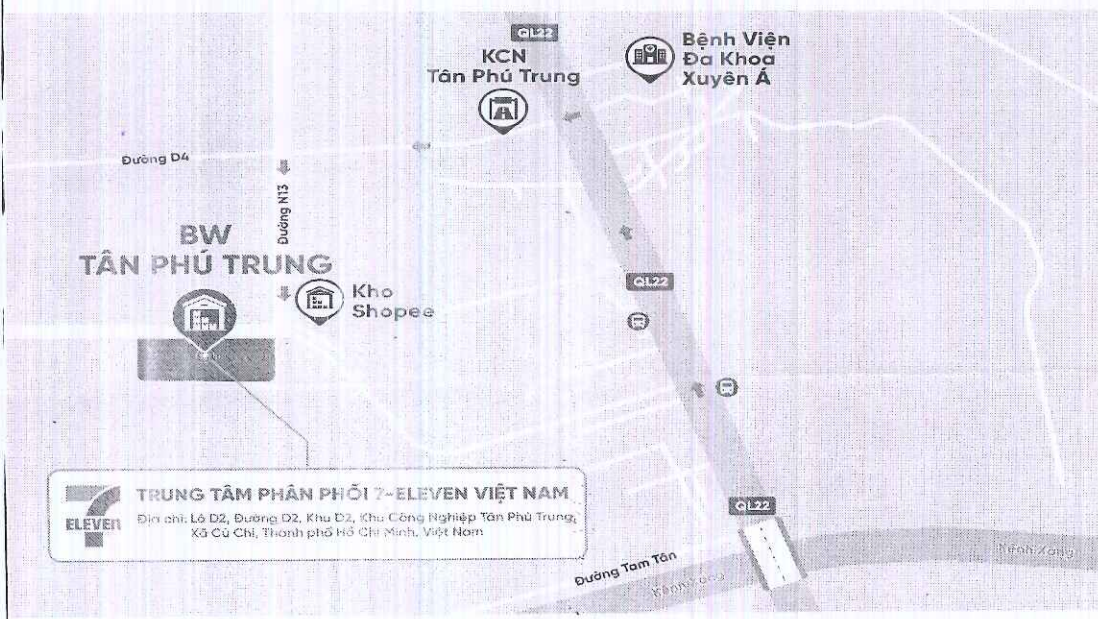 QL22
KCN
Tân Phú Trung
Bệnh Viện
Đa Khoa
Xuyên Á
Đường D4
Đường N13
BW
TÂN PHÚ TRUNG
Kho
Shopee
QL22
7
ELEVEN
TRUNG TÂM PHÂN PHỐI 7-ELEVEN VIỆT NAM
Địa chỉ: Lô D2, Đường D2, Khu D2, Khu Công Nghiệp Tân Phú Trung,
Xã Củ Chi, Thành phố Hồ Chí Minh, Việt Nam
QL22
Đường Tam Tân
Kênh Xáng
Kênh Xáng